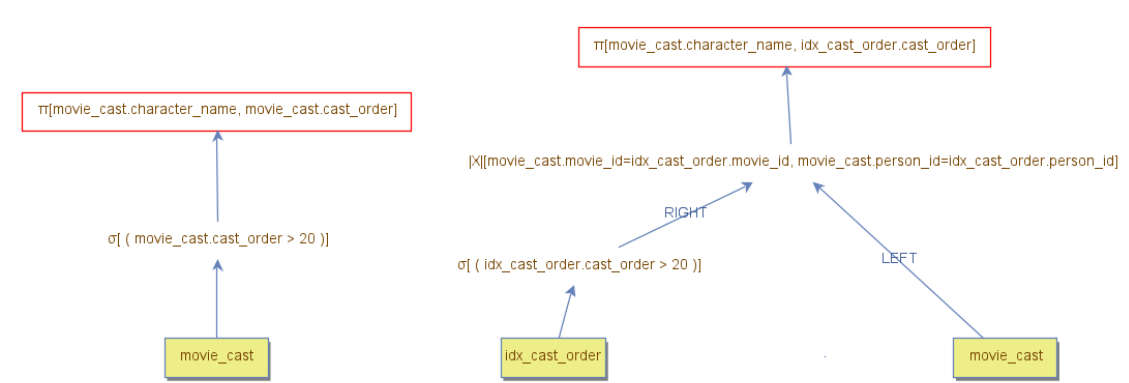 π[movie_cast.character_name, movie_cast.cast_order]
σ[ ( movie_cast.cast_order > 20 )]
movie_cast
π[movie_cast.character_name, idx_cast_order.cast_order]
|X|[movie_cast.movie_id=idx_cast_order.movie_id, movie_cast.person_id=idx_cast_order.person_id]
RIGHT
LEFT
σ[ ( idx_cast_order.cast_order > 20 )]
idx_cast_order
movie_cast